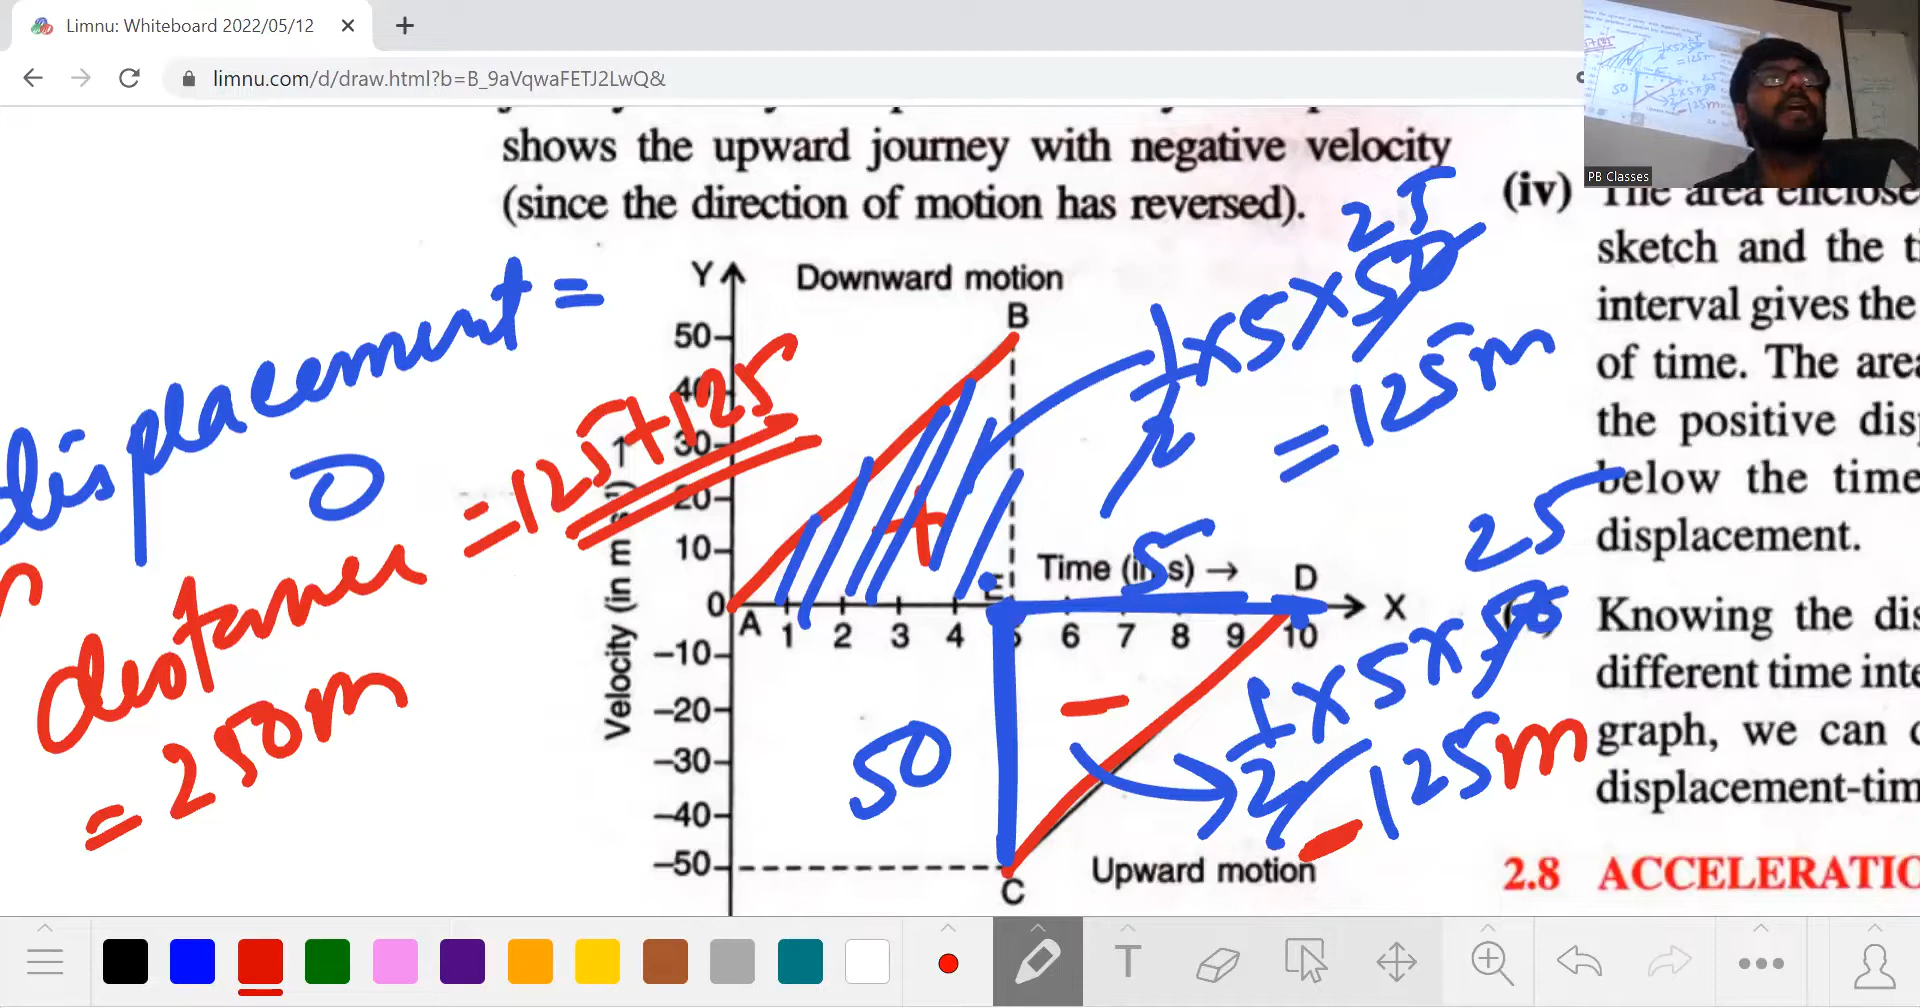 Limnu: Whiteboard 2022/05/12
limnu.com/d/draw.html?b=B_9aVqwaFETJ2LwQ&
PB Classes
shows the upward journey with negative velocity
(since the direction of motion has reversed).
(iv) The area enclose
sketch and the t
interval gives the
of time. The area
the positive disp
below the time
displacement.
Knowing the dis
different time inte
graph, we can c
displacement-tim
2.8 ACCELERATIO
Y
Downward motion
B
50
40
30
20
10
0
-10
-20
-30
-40
-50
Velocity (in m s
A 1 2 3 4 5 6 7 8 9 10
E
Time (in s) →
D
X
C
Upward motion
displacement =
0
distance = 125+125
= 250m
1/2 × 5 × 50
25
= 125m
+
5
50
-
1/2 × 5 × 50
25
- 125m
T